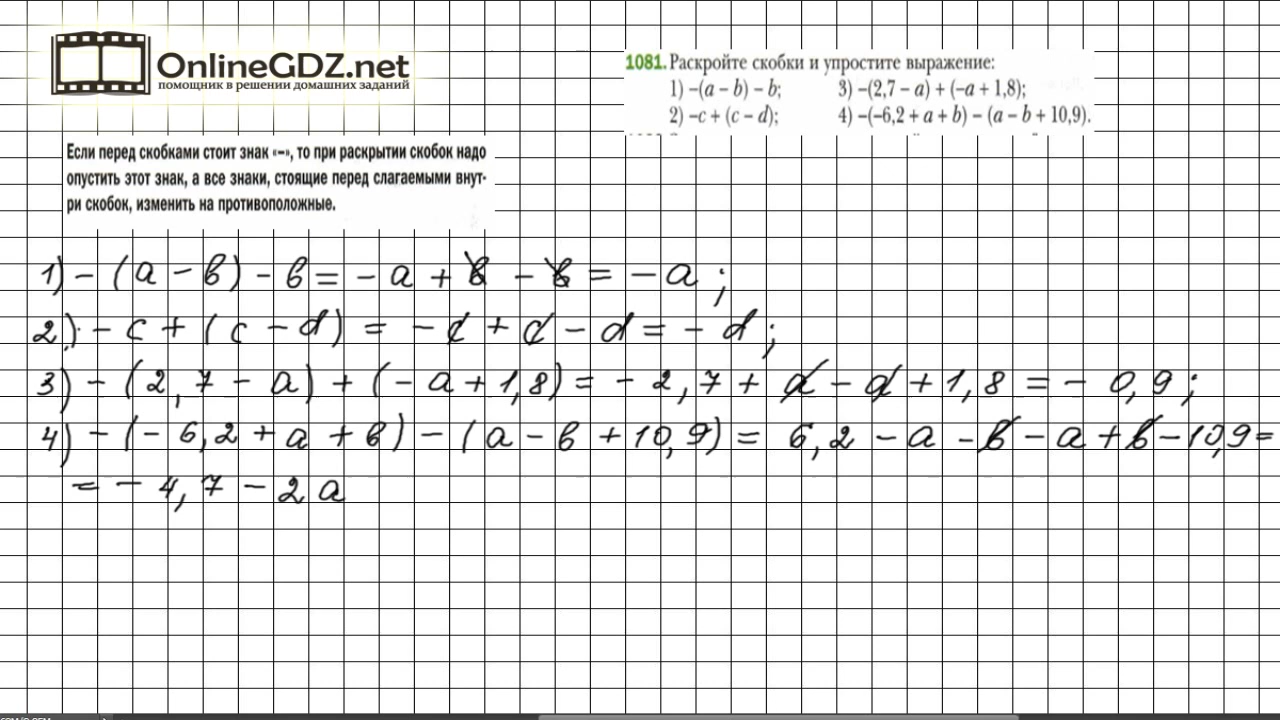 OnlineGDZ.net
помощник в решении домашних заданий
1081. Раскройте скобки и упростите выражение:
1) –(a – b) – b; 3) –(2,7 – a) + (–a + 1,8);
2) –c + (c – d); 4) –(–6,2 + a + b) – (a – b + 10,9).
Если перед скобками стоит знак «–», то при раскрытии скобок надо
опустить этот знак, а все знаки, стоящие перед слагаемыми внут-
ри скобок, изменить на противоположные.
1) – (a – b) – b = – a + b – b = – a ;
2) – c + (c – d) = – c + c – d = – d ;
3) – (2,7 – a) + (– a + 1,8) = – 2,7 + a – a + 1,8 = – 0,9 ;
4) – (– 6,2 + a + b) – (a – b + 10,9) = 6,2 – a – b – a + b – 10,9 =
= – 4,7 – 2a